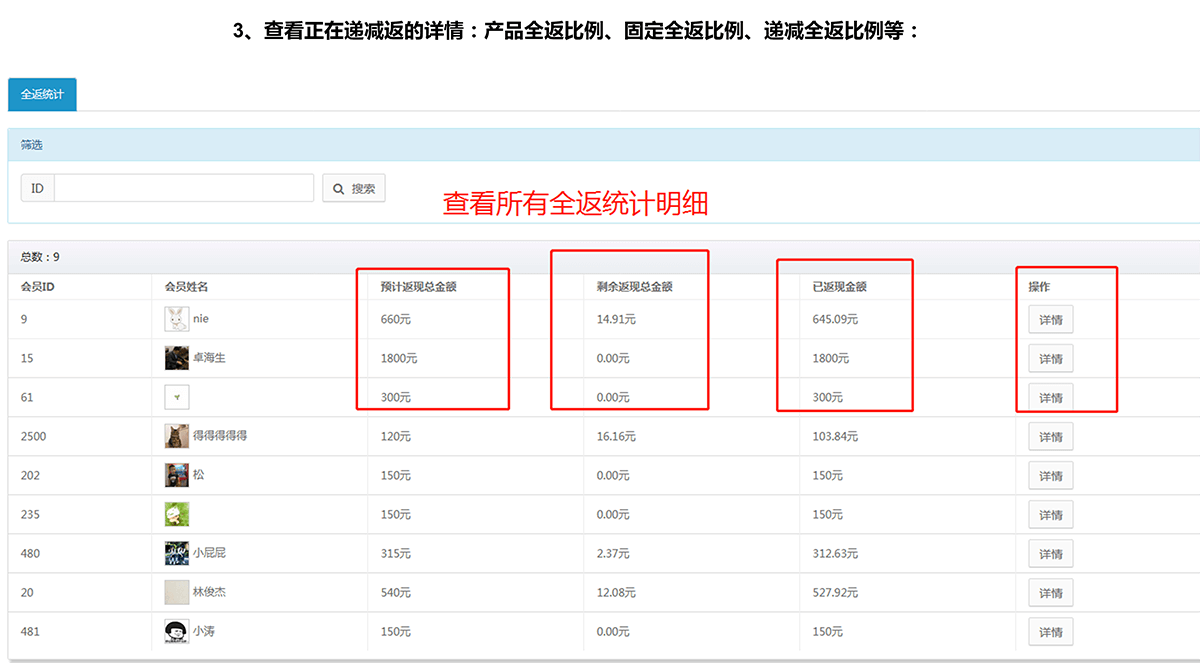 3、查看正在递减返的详情：产品全返比例、固定全返比例、递减全返比例等：
全返统计
筛选
ID 搜索
查看所有全返统计明细
总数：9
会员ID 会员姓名 预计返现总金额 剩余返现总金额 已返现金额 操作
9 nie 660元 14.91元 645.09元 详情
15 卓海生 1800元 0.00元 1800元 详情
61 300元 0.00元 300元 详情
2500 得得得得得 120元 16.16元 103.84元 详情
202 松 150元 0.00元 150元 详情
235 150元 0.00元 150元 详情
480 小屁屁 315元 2.37元 312.63元 详情
20 林俊杰 540元 12.08元 527.92元 详情
481 小涛 150元 0.00元 150元 详情